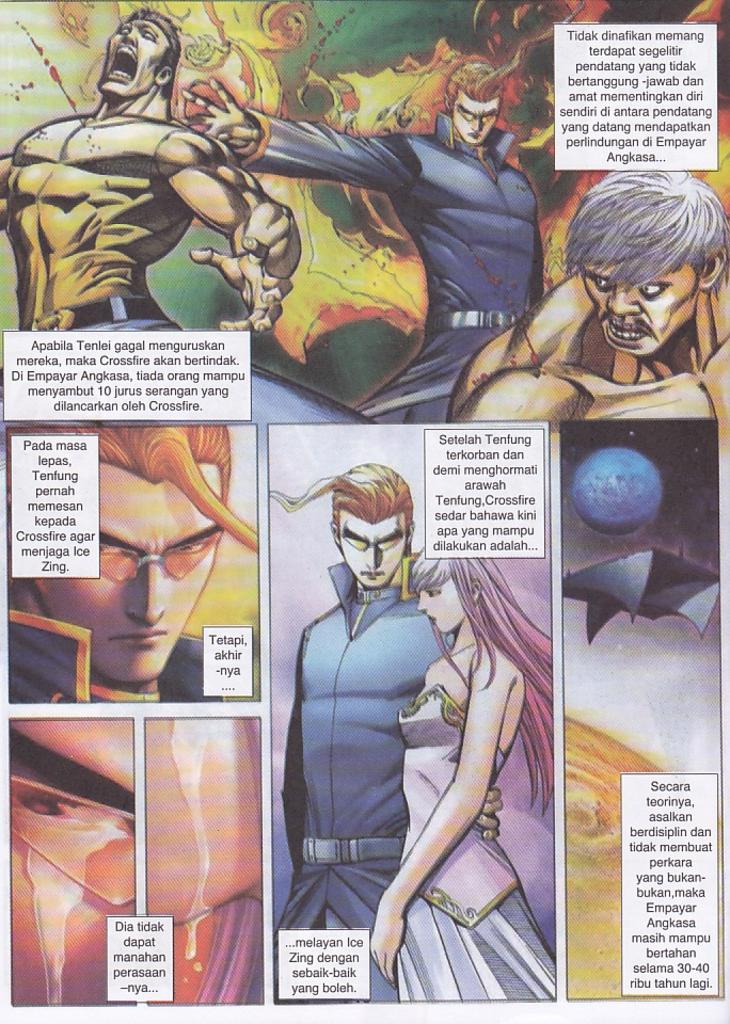 Tidak dinafikan memang
terdapat segelitir
pendatang yang tidak
bertanggung -jawab dan
amat mementingkan diri
sendiri di antara pendatang
yang datang mendapatkan
perlindungan di Empayar
Angkasa...
Apabila Tenlei gagal menguruskan
mereka, maka Crossfire akan bertindak.
Di Empayar Angkasa, tiada orang mampu
menyambut 10 jurus serangan yang
dilancarkan oleh Crossfire.
Pada masa
lepas,
Tenfung
pernah
memesan
kepada
Crossfire agar
menjaga Ice
Zing.
Tetapi,
akhir
-nya
....
Dia tidak
dapat
manahan
perasaan
–nya...
Setelah Tenfung
terkorban dan
demi menghormati
arawah
Tenfung,Crossfire
sedar bahawa kini
apa yang mampu
dilakukan adalah...
...melayan Ice
Zing dengan
sebaik-baik
yang boleh.
Secara
teorinya,
asalkan
berdisiplin dan
tidak membuat
perkara
yang bukan-
bukan,maka
Empayar
Angkasa
masih mampu
bertahan
selama 30-40
ribu tahun lagi.